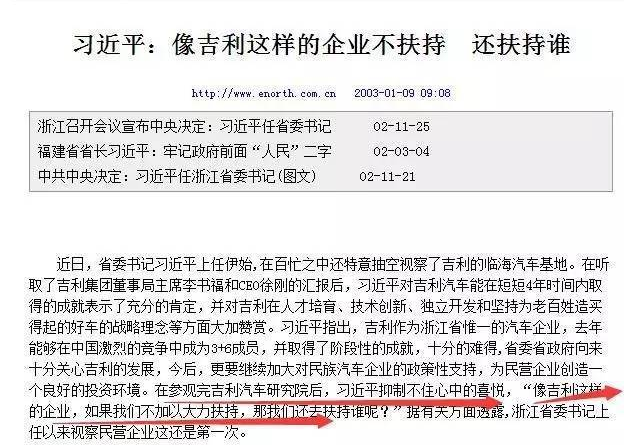 习近平：像吉利这样的企业不扶持　还扶持谁
http://www.enorth.com.cn　2003-01-09 09:08
浙江召开会议宣布中央决定：习近平任省委书记　02-11-25
福建省省长习近平：牢记政府前面“人民”二字　02-03-04
中共中央决定：习近平任浙江省委书记(图文)　02-11-21
近日，省委书记习近平上任伊始,在百忙之中还特意抽空视察了吉利的临海汽车基地。在听
取了吉利集团董事局主席李书福和CEO徐刚的汇报后，习近平对吉利汽车能在短短4年时间内取
得的成就表示了充分的肯定，并对吉利在人才培育、技术创新、独立开发和坚持为老百姓造买
得起的好车的战略理念等方面大加赞赏。习近平指出，吉利作为浙江省惟一的汽车企业，去年
能够在中国激烈的竞争中成为3+6成员，并取得了阶段性的成就，十分的难得,省委省政府向来
十分关心吉利的发展，今后，更要继续加大对民族汽车企业的政策性支持，为民营企业创造一
个良好的投资环境。在参观完吉利汽车研究院后，习近平抑制不住心中的喜悦，“像吉利这样
的企业，如果我们不加以大力扶持，那我们还去扶持谁呢？”据有关方面透露,浙江省委书记上
任以来视察民营企业这还是第一次。